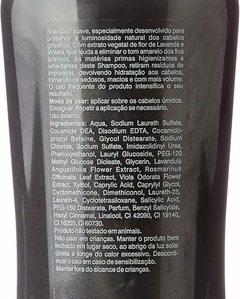 Shampoo suave, especialmente desenvolvido para
preservar a luminosidade natural dos cabelos
grisalhos. Com extrato vegetal de flor de Lavanda e
Violeta, que ajuda a eliminar o tom amarelo dos fios
brancos. As matérias primas higienizantes e
umectantes deste Shampoo, retiram resíduos de
impurezas, devolvendo hidratação aos cabelos,
tornando-os sedosos, macios, leves e com brilho.
O uso frequente do produto intensifica o seu
resultado.
Modo de usar: aplicar sobre os cabelos úmidos.
Enxaguar. Repetir a aplicação se necessário.
Ingredientes: Aqua, Sodium Laureth Sulfate,
Cocamide DEA, Disodium EDTA, Cocamido
propyl Betaine, Glycol Distearate, Sodium
Chloride, Sodium Sulfate, Imidazolidinyl Urea,
Phenoxyethanol, Lauryl Glucoside, PEG-120
Methyl Glucose Dioleate, Glycerin, Lavandula
Angustifolia Flower Extract, Rosmarinus
Officinalis Leaf Extract, Viola Odorata Flower
Extract, Xylitol, Caprylic Acid, Caprylyl Glycol,
Cyclomethicone, Dimethicone, Laureth-23,
Laureth-4, Cyclotetrasiloxane, Salicylic Acid,
PEG-150 Distearate, Parfum, Benzyl Salicylate,
Hexyl Cinnamal, Linalool, CI 42090, CI 19140,
CI 16255, CI 60730.
Produto não testado em animais.
Não usar em crianças. Manter o produto bem
fechado em lugar seco, ao abrigo da luz solar
direta e longe do calor excessivo. Descontinuar
o uso em caso de sensibilização.
Manter fora do alcance de crianças.